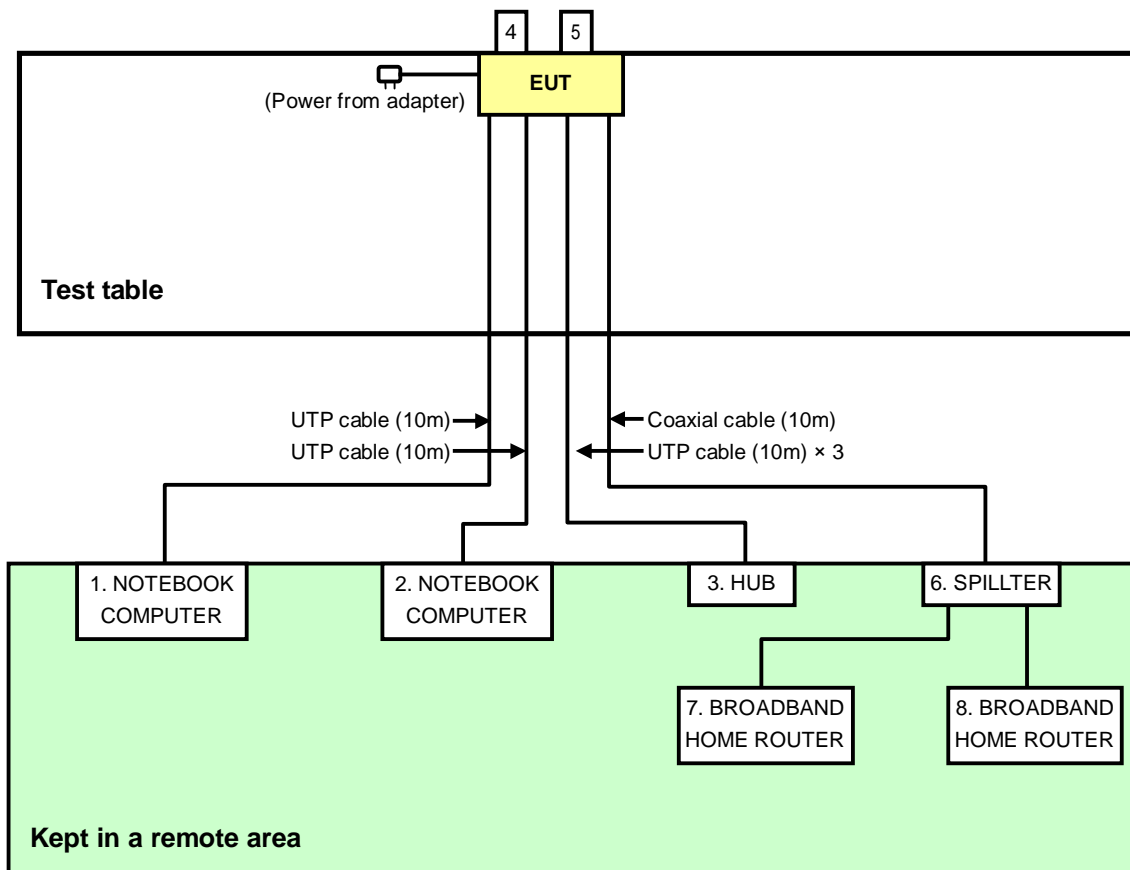 4
5
EUT
(Power from adapter)
Test table
UTP cable (10m)
Coaxial cable (10m)
UTP cable (10m)
UTP cable (10m) × 3
1. NOTEBOOK
COMPUTER
2. NOTEBOOK
COMPUTER
3. HUB
6. SPILLTER
7. BROADBAND
HOME ROUTER
8. BROADBAND
HOME ROUTER
Kept in a remote area